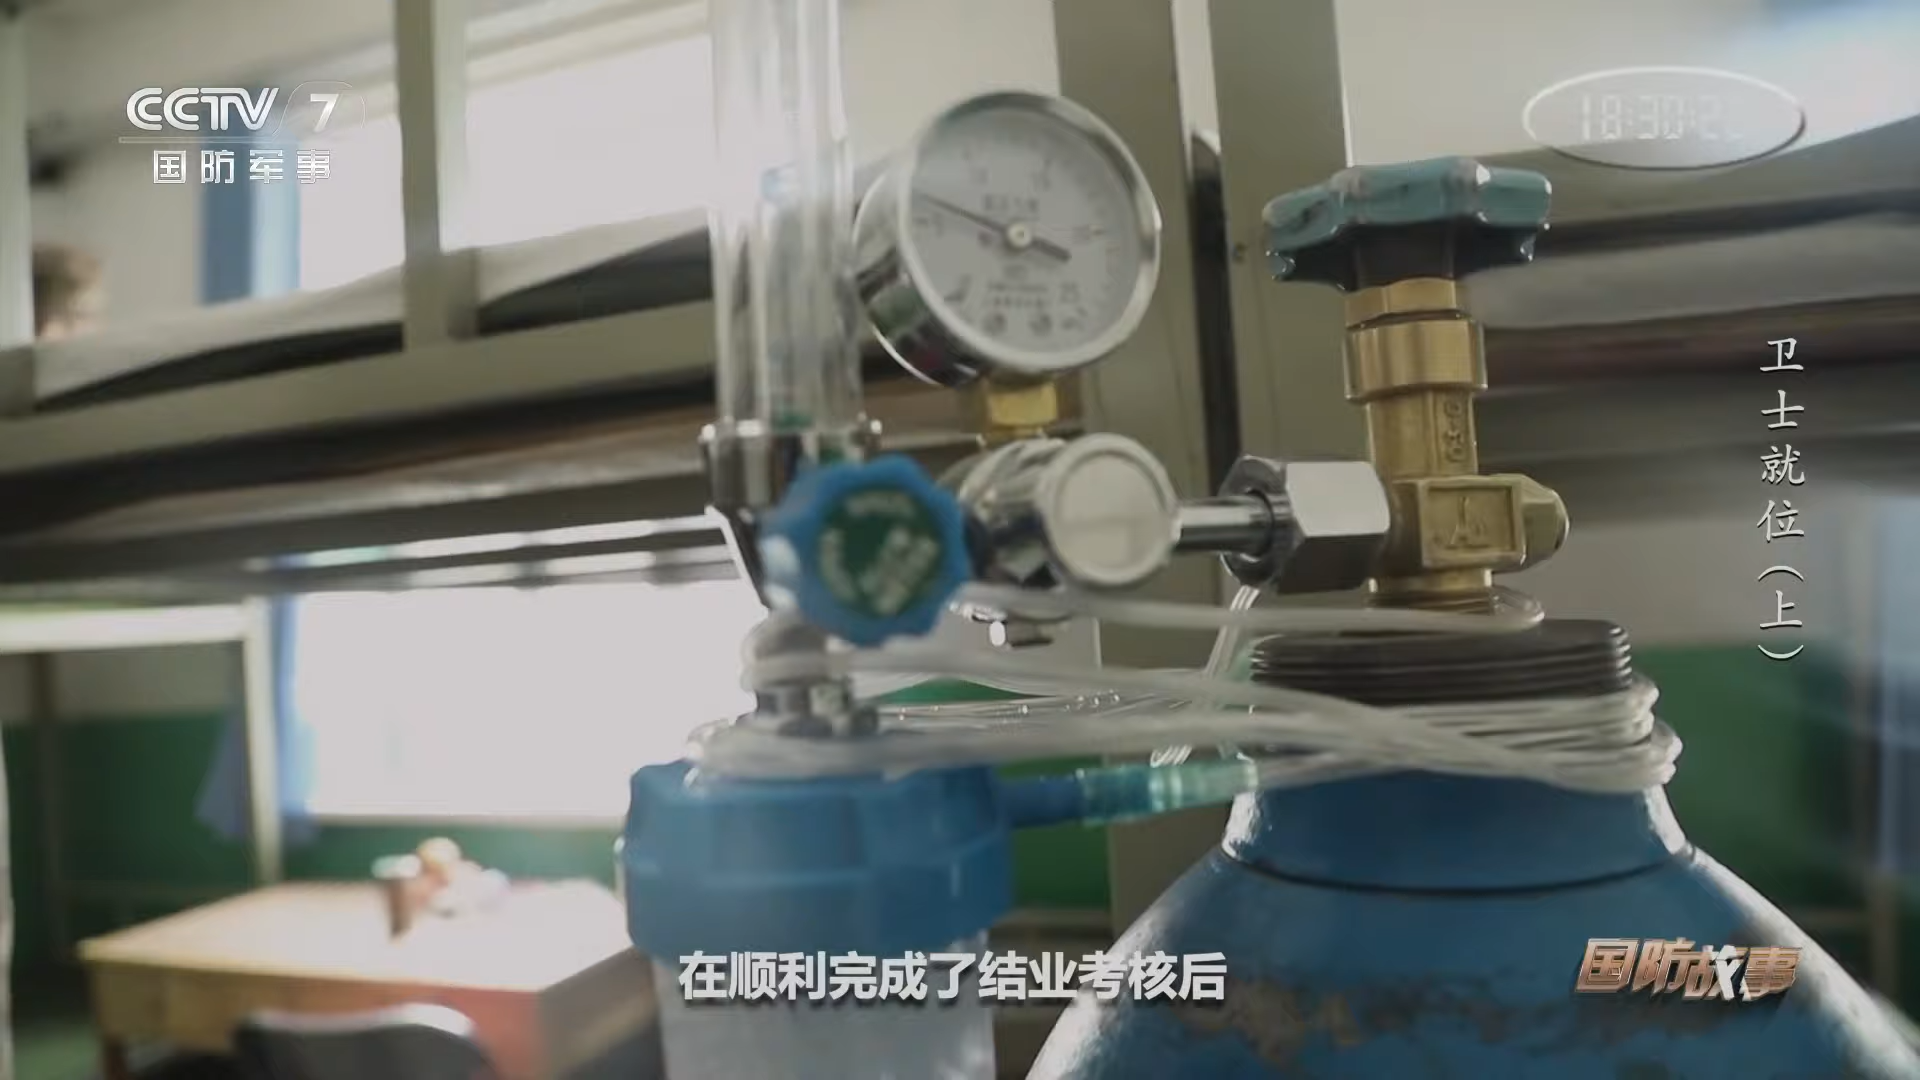 CCTV 7
国防军事
18:30:2
卫士就位（上）
在顺利完成了结业考核后
国防故事